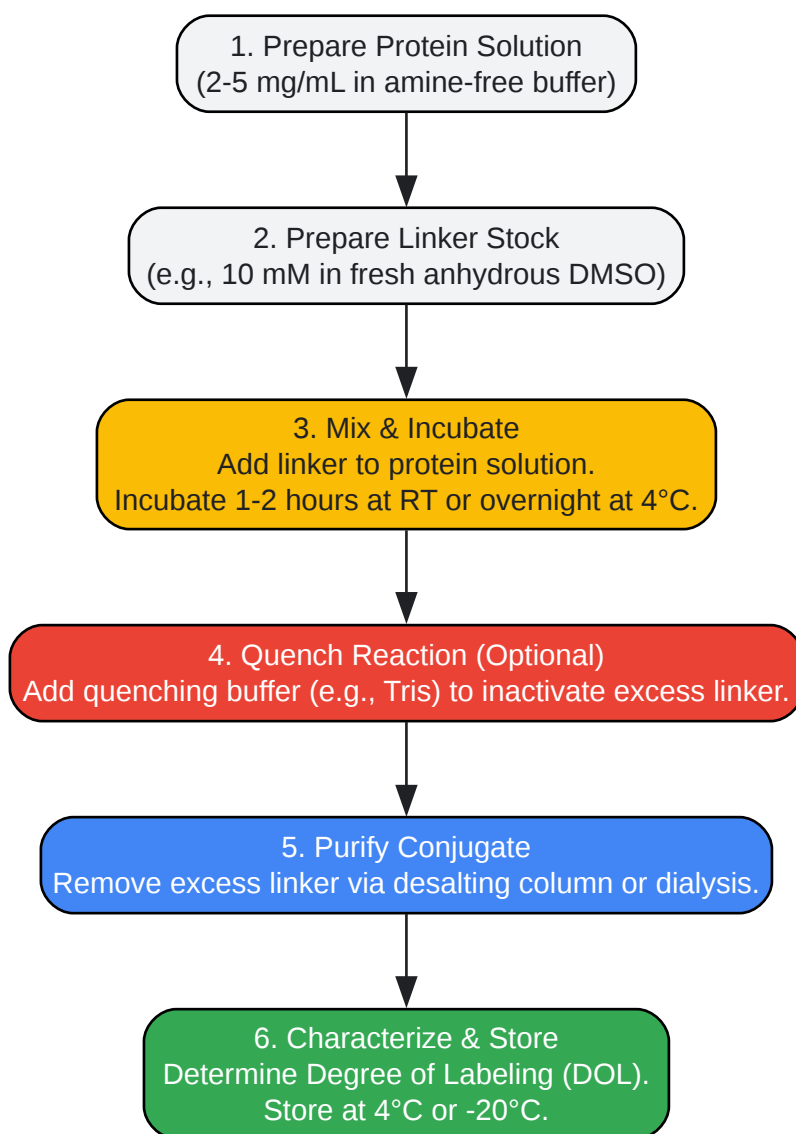 1. Prepare Protein Solution
(2-5 mg/mL in amine-free buffer)
2. Prepare Linker Stock
(e.g., 10 mM in fresh anhydrous DMSO)
3. Mix & Incubate
Add linker to protein solution.
Incubate 1-2 hours at RT or overnight at 4°C.
4. Quench Reaction (Optional)
Add quenching buffer (e.g., Tris) to inactivate excess linker.
5. Purify Conjugate
Remove excess linker via desalting column or dialysis.
6. Characterize & Store
Determine Degree of Labeling (DOL).
Store at 4°C or -20°C.